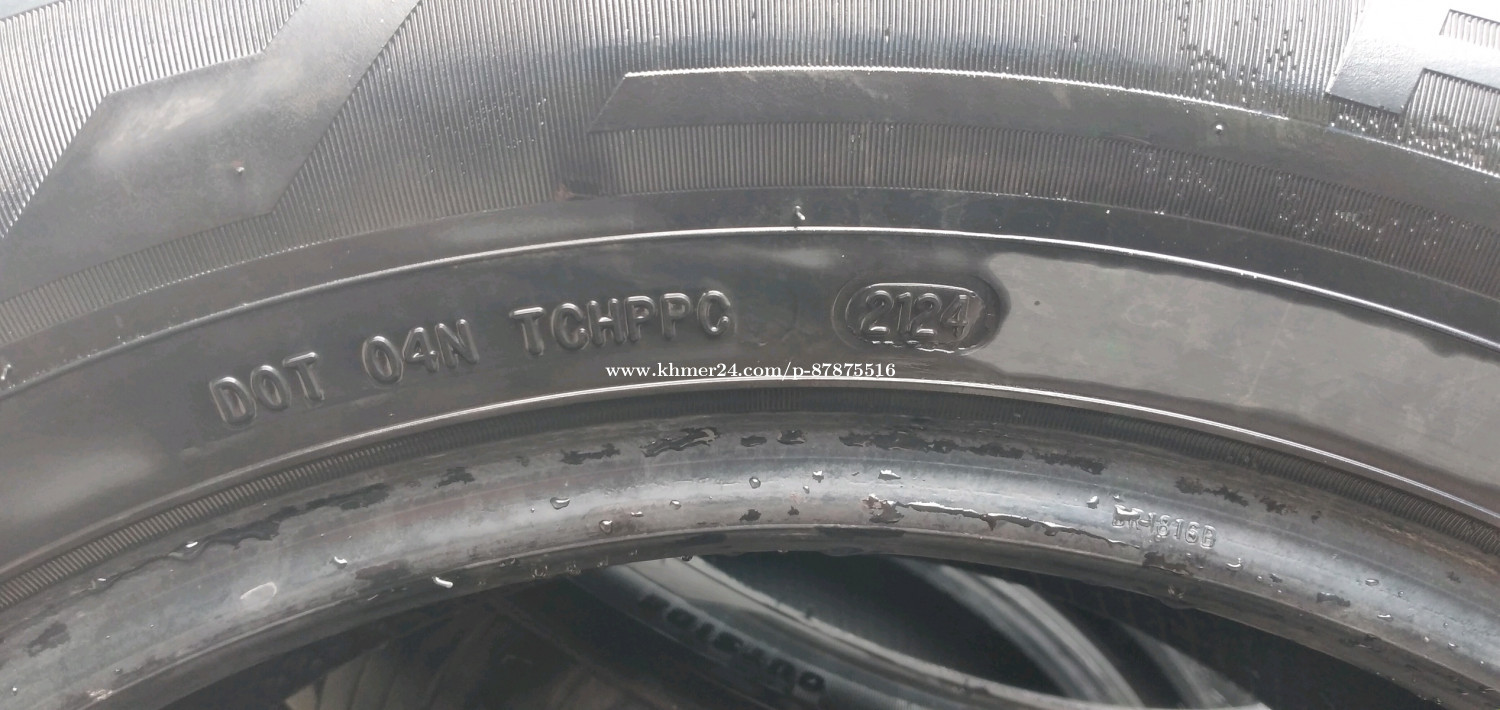 DOT 04N TCHPPC 2124
www.khmer24.com/p-87875516